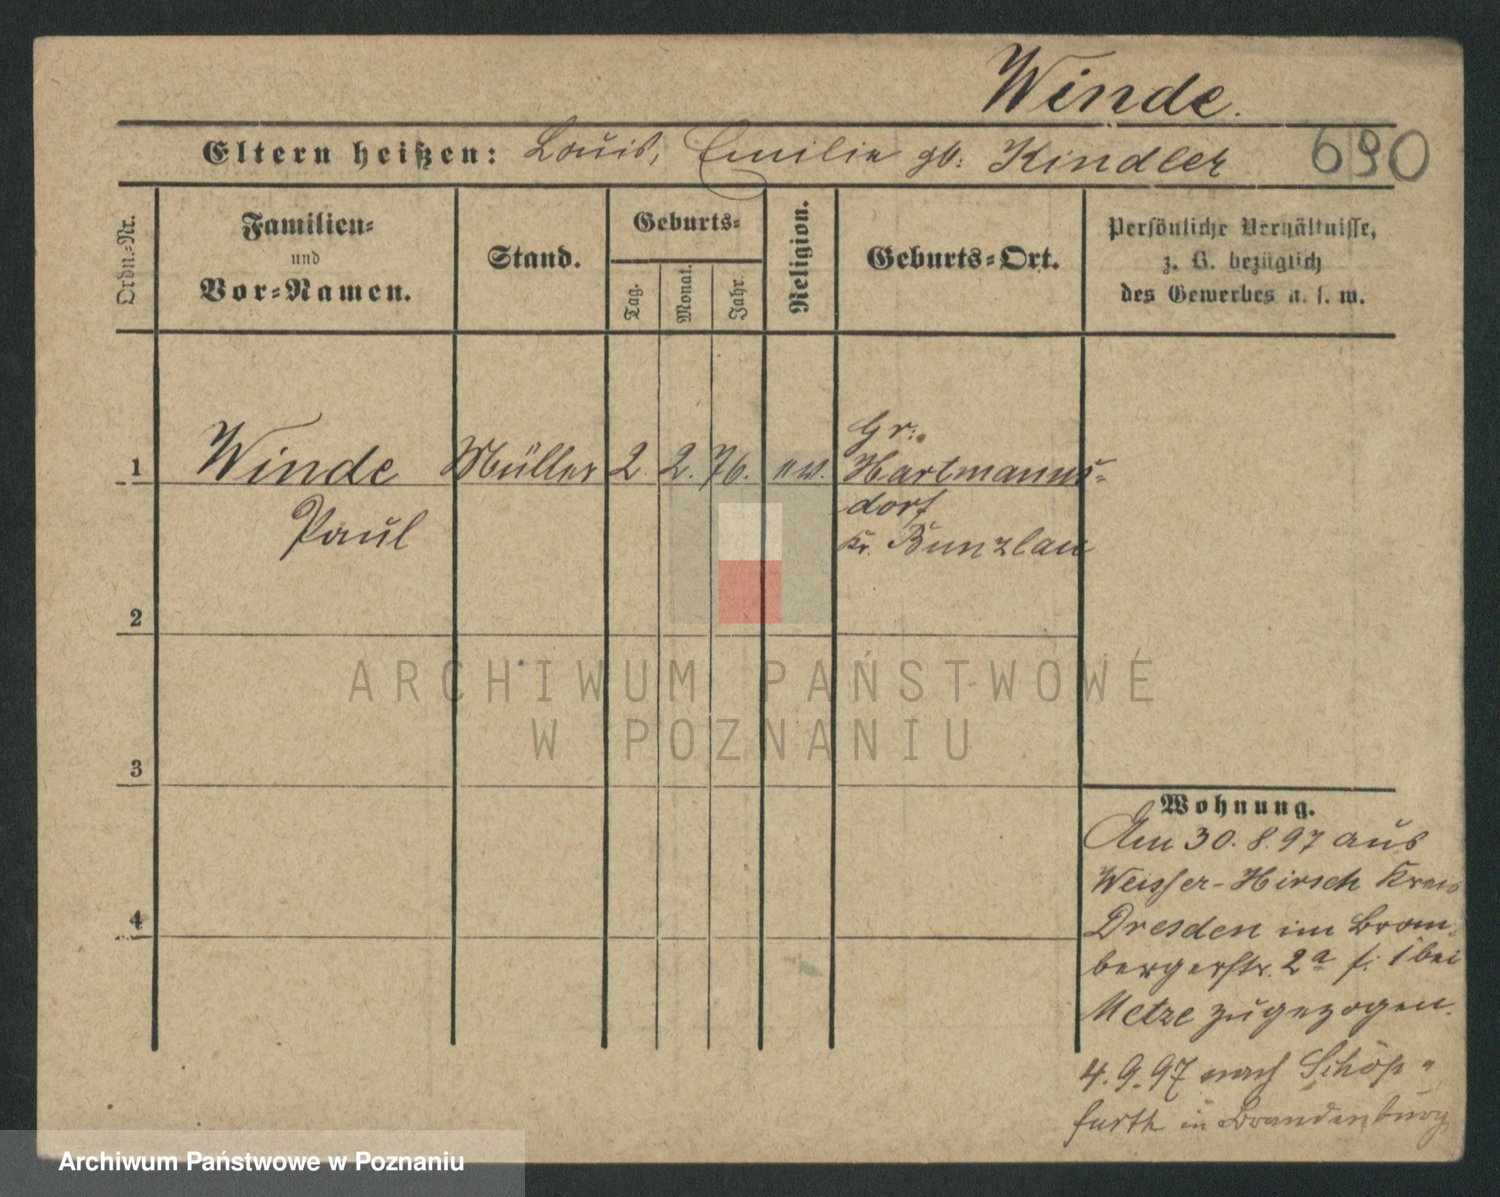 Winde.
Eltern heißen: Louis, Emilie gb. Kindler
690
Ordn.-Nr.
Familien-
und
Vor-Namen.
Stand.
Geburts-
Tag.
Monat.
Jahr.
Religion.
Geburts-Ort.
Persönliche Verhältnisse,
z. B. bezüglich
des Gewerbes u. s. w.
Gr.
1 Winde Müller 2. 2. 76. ew. Hartmanns-
Paul dorf
Kr. Bunzlau
2
3
4
Wohnung.
Am 30. 8. 97 aus
Weisser-Hirsch Kreis
Dresden im Brom-
bergerstr. 2a bei
Metze zugezogen.
4. 9. 97 nach Schöp-
furth in Brandenburg
ARCHIWUM PAŃSTWOWE
W POZNANIU
Archiwum Państwowe w Poznaniu